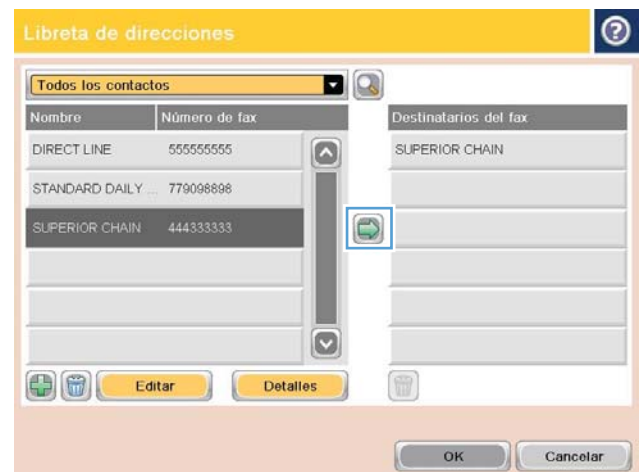 Libreta de direcciones
?
Todos los contactos
Nombre Número de fax
DIRECT LINE 555555555
STANDARD DAILY ... 779098898
SUPERIOR CHAIN 444333333
Destinatarios del fax
SUPERIOR CHAIN
Editar Detalles
OK Cancelar